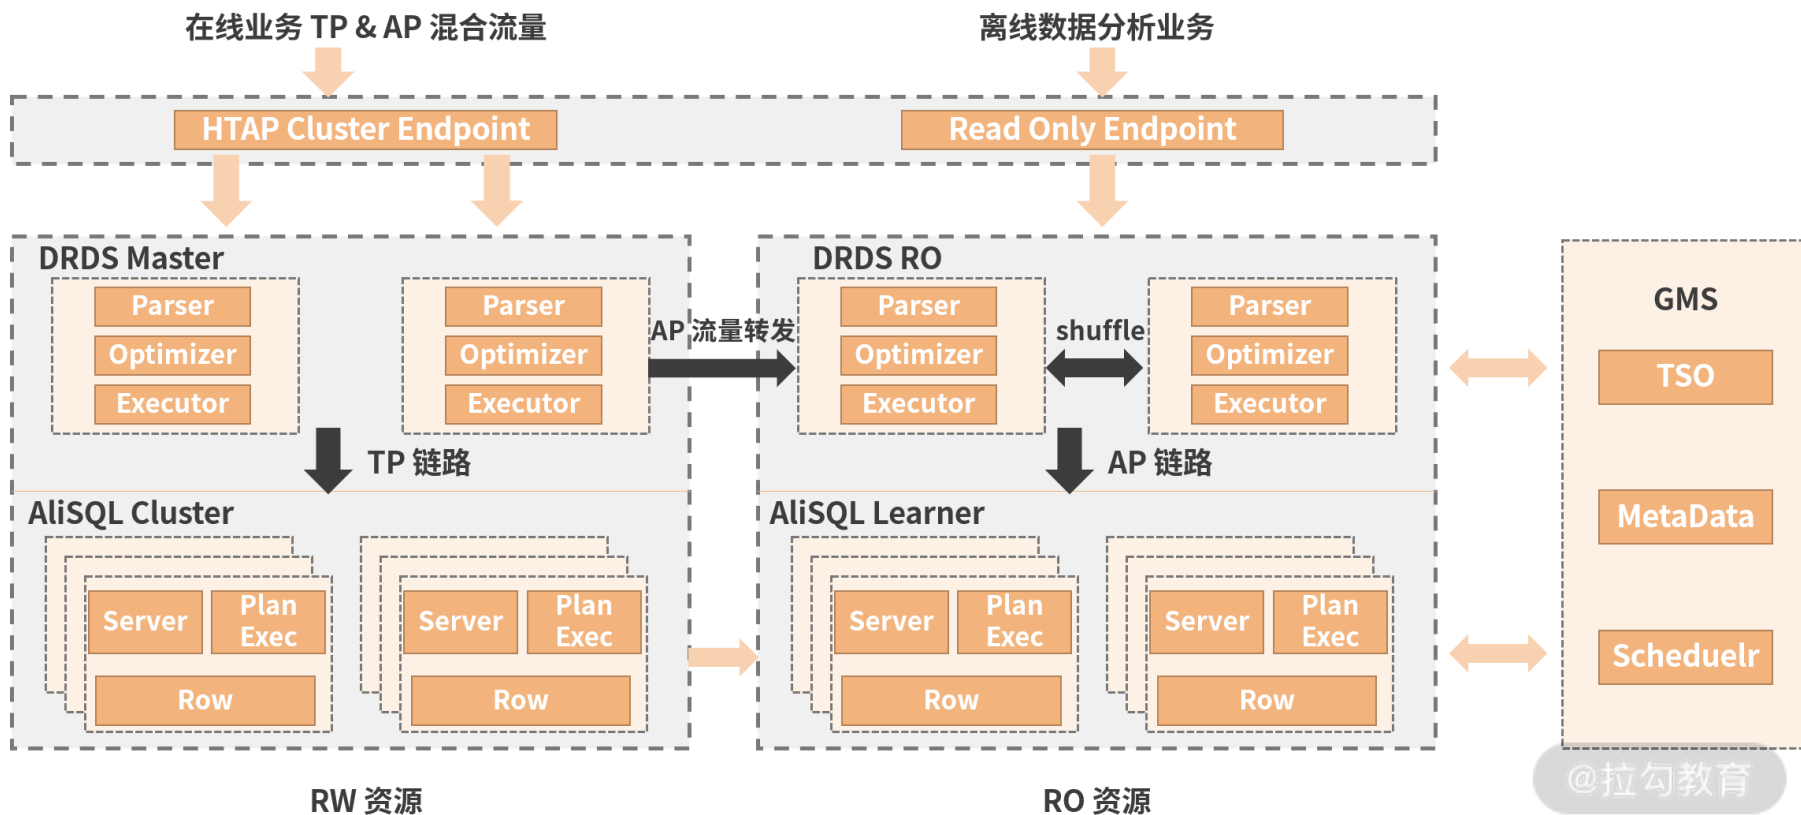 在线业务 TP & AP 混合流量
离线数据分析业务
HTAP Cluster Endpoint
Read Only Endpoint
DRDS Master
Parser
Optimizer
Executor
Parser
Optimizer
Executor
AP 流量转发
TP 链路
DRDS RO
Parser
Optimizer
Executor
shuffle
Parser
Optimizer
Executor
AP 链路
AliSQL Cluster
Server
Plan
Exec
Row
Server
Plan
Exec
Row
AliSQL Learner
Server
Plan
Exec
Row
Server
Plan
Exec
Row
GMS
TSO
MetaData
Scheduelr
RW 资源
RO 资源
@拉勾教育